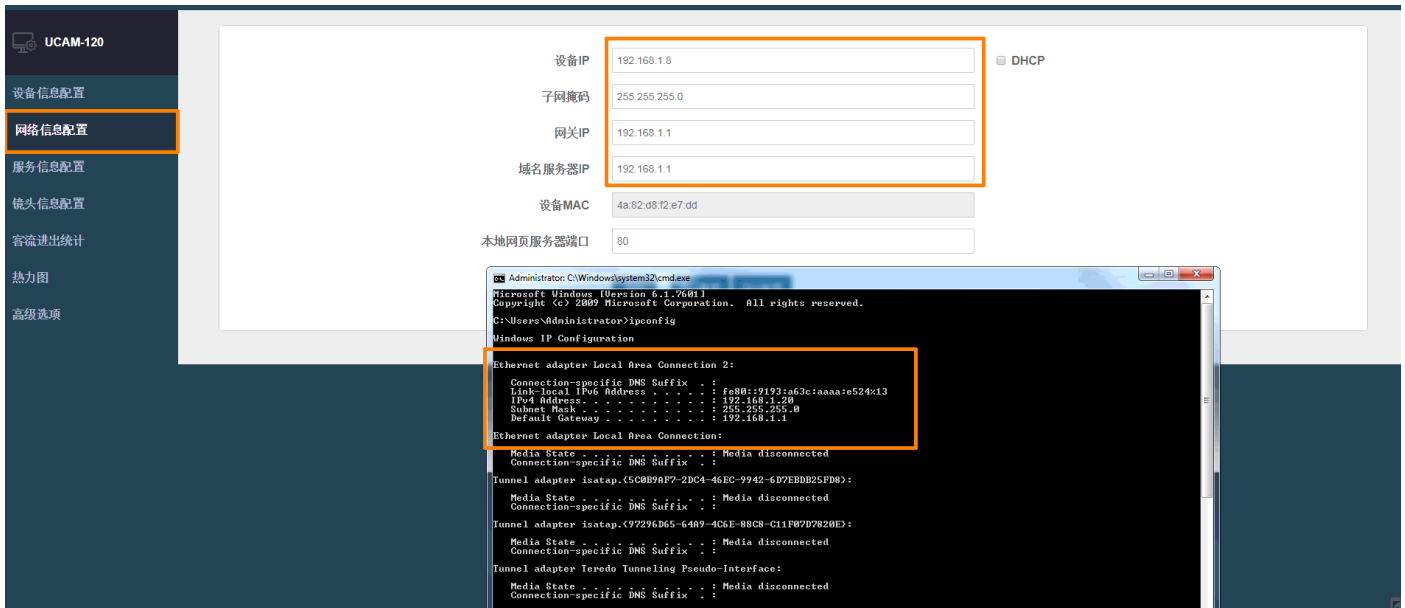 UCAM-120
设备信息配置
网络信息配置
服务信息配置
镜头信息配置
客流进出统计
热力图
高级选项
设备IP 192.168.1.8 DHCP
子网掩码 255.255.255.0
网关IP 192.168.1.1
域名服务器IP 192.168.1.1
设备MAC 4a:82:d8:f2:e7:dd
本地网页服务器端口 80
Administrator: C:\Windows\system32\cmd.exe
Microsoft Windows [Version 6.1.7601]
Copyright (c) 2009 Microsoft Corporation.  All rights reserved.
C:\Users\Administrator>ipconfig
Windows IP Configuration
Ethernet adapter Local Area Connection 2:
Connection-specific DNS Suffix  . :
Link-local IPv6 Address . . . . . : fe80::9193:a63c:aaaa:e524%13
IPv4 Address. . . . . . . . . . . : 192.168.1.20
Subnet Mask . . . . . . . . . . . : 255.255.255.0
Default Gateway . . . . . . . . . : 192.168.1.1
Ethernet adapter Local Area Connection:
Media State . . . . . . . . . . . : Media disconnected
Connection-specific DNS Suffix  . :
Tunnel adapter isatap.{5C0B9AF7-2DC4-46EC-9942-6D7EBDB25FD8}:
Media State . . . . . . . . . . . : Media disconnected
Connection-specific DNS Suffix  . :
Tunnel adapter isatap.{97296D65-64A9-4C6E-88C8-C11F07D7820E}:
Media State . . . . . . . . . . . : Media disconnected
Connection-specific DNS Suffix  . :
Tunnel adapter Teredo Tunneling Pseudo-Interface:
Media State . . . . . . . . . . . : Media disconnected
Connection-specific DNS Suffix  . :